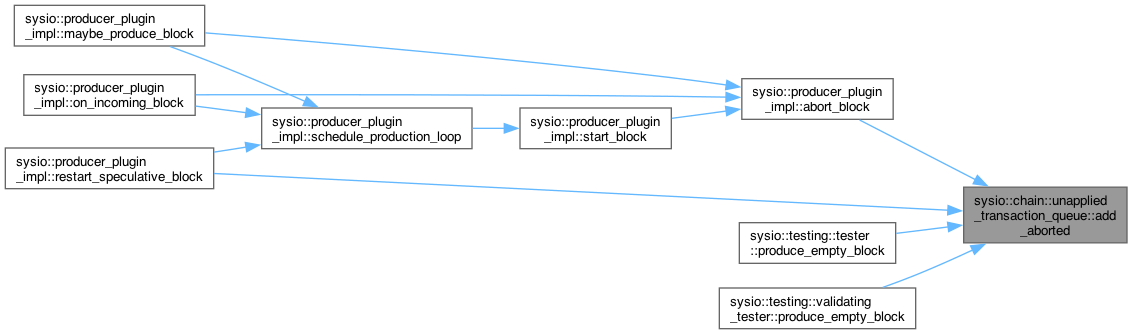 sysio::producer_plugin
_impl::maybe_produce_block
sysio::producer_plugin
_impl::on_incoming_block
sysio::producer_plugin
_impl::restart_speculative_block
sysio::producer_plugin
_impl::schedule_production_loop
sysio::producer_plugin
_impl::start_block
sysio::producer_plugin
_impl::abort_block
sysio::testing::tester
::produce_empty_block
sysio::testing::validating
_tester::produce_empty_block
sysio::chain::unapplied
_transaction_queue::add
_aborted